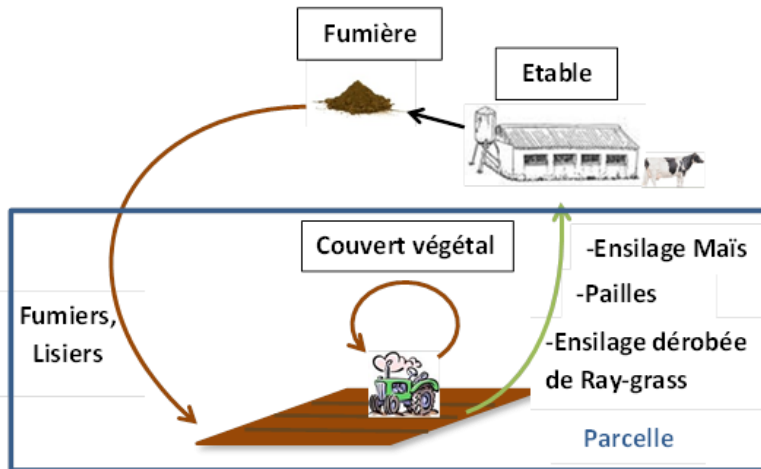 Fumière
Etable
Couvert végétal
-Ensilage Maïs
-Pailles
Fumiers,
Lisiers
-Ensilage dérobée
de Ray-grass
Parcelle